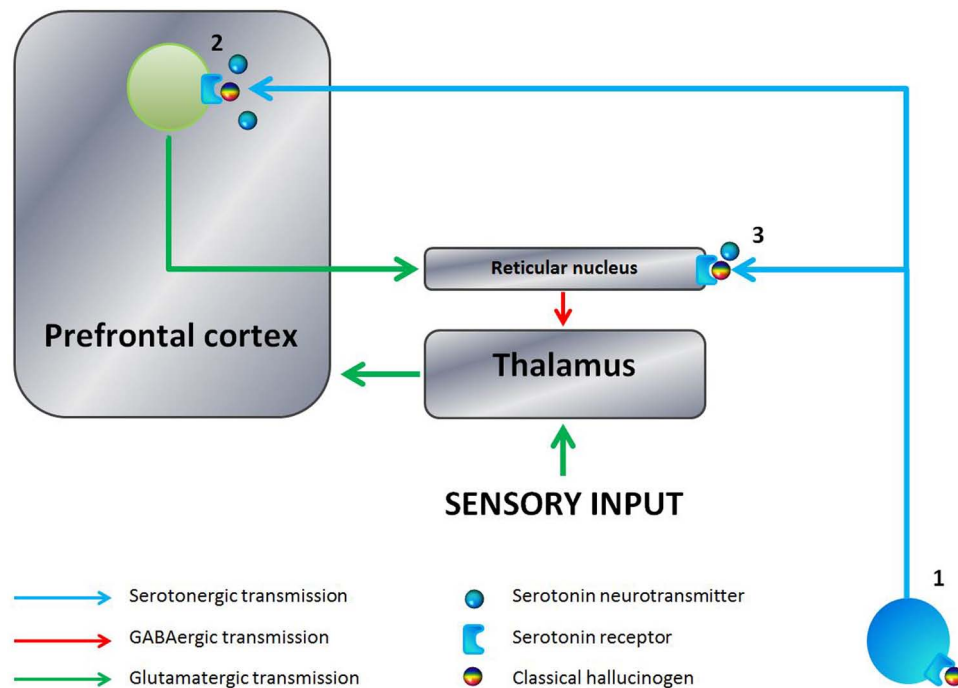 2
3
Reticular nucleus
Prefrontal cortex
Thalamus
SENSORY INPUT
1
Serotonergic transmission
Serotonin neurotransmitter
GABAergic transmission
Serotonin receptor
Glutamatergic transmission
Classical hallucinogen